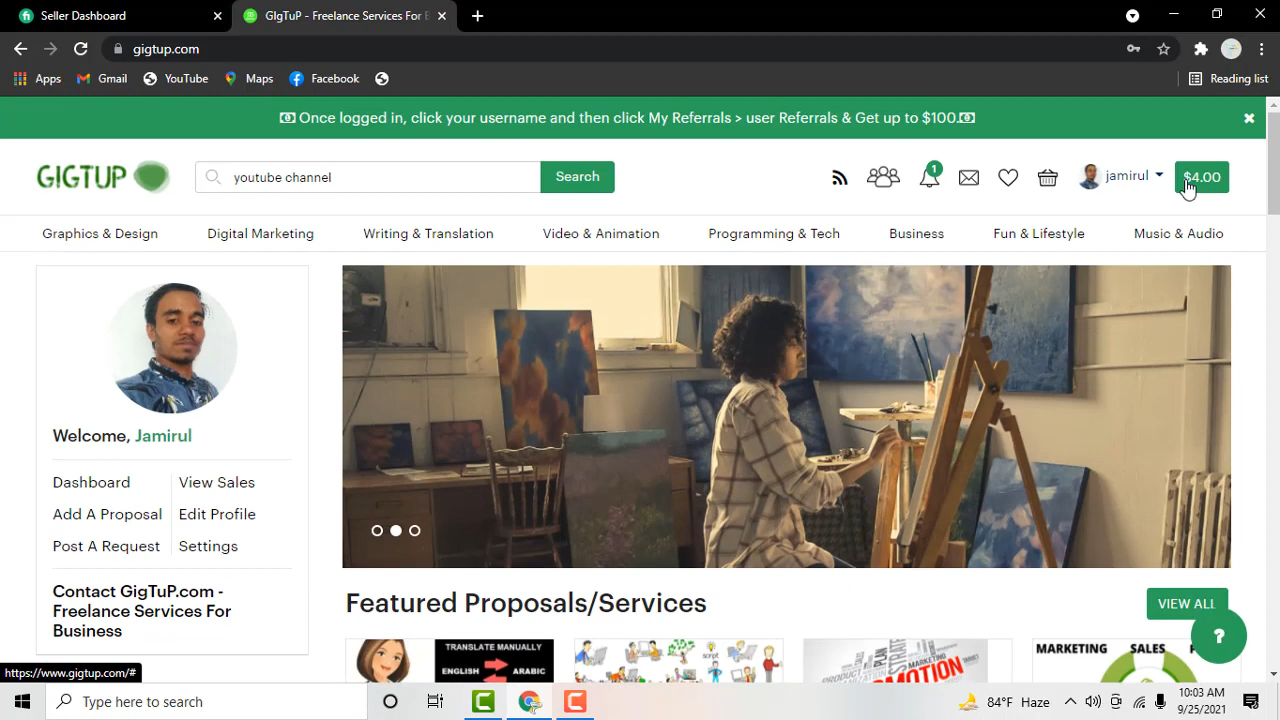 Seller Dashboard
GIgTuP - Freelance Services For B
gigtup.com
Apps
Gmail
YouTube
Maps
Facebook
Reading list
Once logged in, click your username and then click My Referrals > user Referrals & Get up to $100.
GIGTUP
youtube channel
Search
1
jamirul
$4.00
Graphics & Design
Digital Marketing
Writing & Translation
Video & Animation
Programming & Tech
Business
Fun & Lifestyle
Music & Audio
Welcome, Jamirul
Dashboard
View Sales
Add A Proposal
Edit Profile
Post A Request
Settings
Contact GigTuP.com -
Freelance Services For
Business
Featured Proposals/Services
VIEW ALL
?
TRANSLATE MANUALLY
ENGLISH
ARABIC
script
PLAN
MARKETING
MARKETING
SALES
https://www.gigtup.com/#
Type here to search
84°F Haze
10:03 AM
9/25/2021